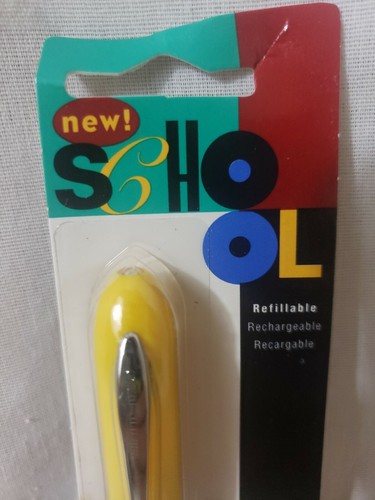 new!
SCHO
OL
Refillable
Rechargeable
Recargable